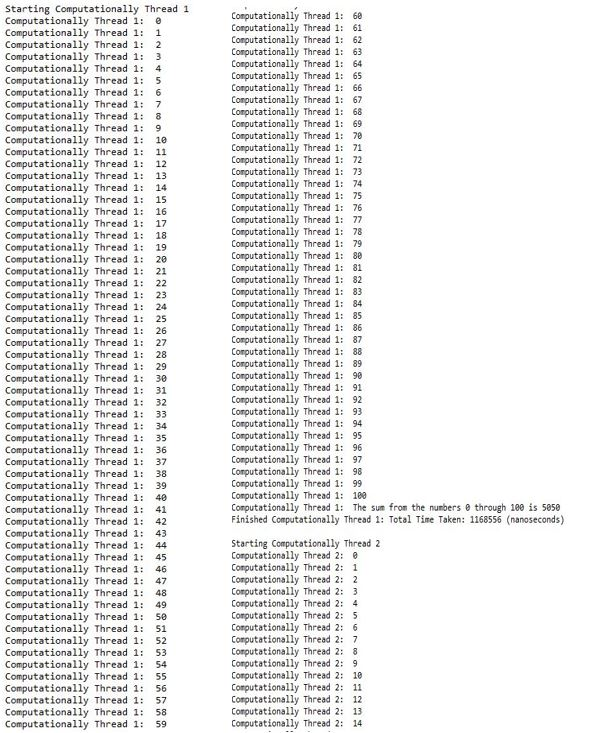 Starting Computationally Thread 1
Computationally Thread 1:  0
Computationally Thread 1:  1
Computationally Thread 1:  2
Computationally Thread 1:  3
Computationally Thread 1:  4
Computationally Thread 1:  5
Computationally Thread 1:  6
Computationally Thread 1:  7
Computationally Thread 1:  8
Computationally Thread 1:  9
Computationally Thread 1:  10
Computationally Thread 1:  11
Computationally Thread 1:  12
Computationally Thread 1:  13
Computationally Thread 1:  14
Computationally Thread 1:  15
Computationally Thread 1:  16
Computationally Thread 1:  17
Computationally Thread 1:  18
Computationally Thread 1:  19
Computationally Thread 1:  20
Computationally Thread 1:  21
Computationally Thread 1:  22
Computationally Thread 1:  23
Computationally Thread 1:  24
Computationally Thread 1:  25
Computationally Thread 1:  26
Computationally Thread 1:  27
Computationally Thread 1:  28
Computationally Thread 1:  29
Computationally Thread 1:  30
Computationally Thread 1:  31
Computationally Thread 1:  32
Computationally Thread 1:  33
Computationally Thread 1:  34
Computationally Thread 1:  35
Computationally Thread 1:  36
Computationally Thread 1:  37
Computationally Thread 1:  38
Computationally Thread 1:  39
Computationally Thread 1:  40
Computationally Thread 1:  41
Computationally Thread 1:  42
Computationally Thread 1:  43
Computationally Thread 1:  44
Computationally Thread 1:  45
Computationally Thread 1:  46
Computationally Thread 1:  47
Computationally Thread 1:  48
Computationally Thread 1:  49
Computationally Thread 1:  50
Computationally Thread 1:  51
Computationally Thread 1:  52
Computationally Thread 1:  53
Computationally Thread 1:  54
Computationally Thread 1:  55
Computationally Thread 1:  56
Computationally Thread 1:  57
Computationally Thread 1:  58
Computationally Thread 1:  59
Computationally Thread 1:  60
Computationally Thread 1:  61
Computationally Thread 1:  62
Computationally Thread 1:  63
Computationally Thread 1:  64
Computationally Thread 1:  65
Computationally Thread 1:  66
Computationally Thread 1:  67
Computationally Thread 1:  68
Computationally Thread 1:  69
Computationally Thread 1:  70
Computationally Thread 1:  71
Computationally Thread 1:  72
Computationally Thread 1:  73
Computationally Thread 1:  74
Computationally Thread 1:  75
Computationally Thread 1:  76
Computationally Thread 1:  77
Computationally Thread 1:  78
Computationally Thread 1:  79
Computationally Thread 1:  80
Computationally Thread 1:  81
Computationally Thread 1:  82
Computationally Thread 1:  83
Computationally Thread 1:  84
Computationally Thread 1:  85
Computationally Thread 1:  86
Computationally Thread 1:  87
Computationally Thread 1:  88
Computationally Thread 1:  89
Computationally Thread 1:  90
Computationally Thread 1:  91
Computationally Thread 1:  92
Computationally Thread 1:  93
Computationally Thread 1:  94
Computationally Thread 1:  95
Computationally Thread 1:  96
Computationally Thread 1:  97
Computationally Thread 1:  98
Computationally Thread 1:  99
Computationally Thread 1:  100
Computationally Thread 1:  The sum from the numbers 0 through 100 is 5050
Finished Computationally Thread 1: Total Time Taken: 1168556 (nanoseconds)
Starting Computationally Thread 2
Computationally Thread 2:  0
Computationally Thread 2:  1
Computationally Thread 2:  2
Computationally Thread 2:  3
Computationally Thread 2:  4
Computationally Thread 2:  5
Computationally Thread 2:  6
Computationally Thread 2:  7
Computationally Thread 2:  8
Computationally Thread 2:  9
Computationally Thread 2:  10
Computationally Thread 2:  11
Computationally Thread 2:  12
Computationally Thread 2:  13
Computationally Thread 2:  14